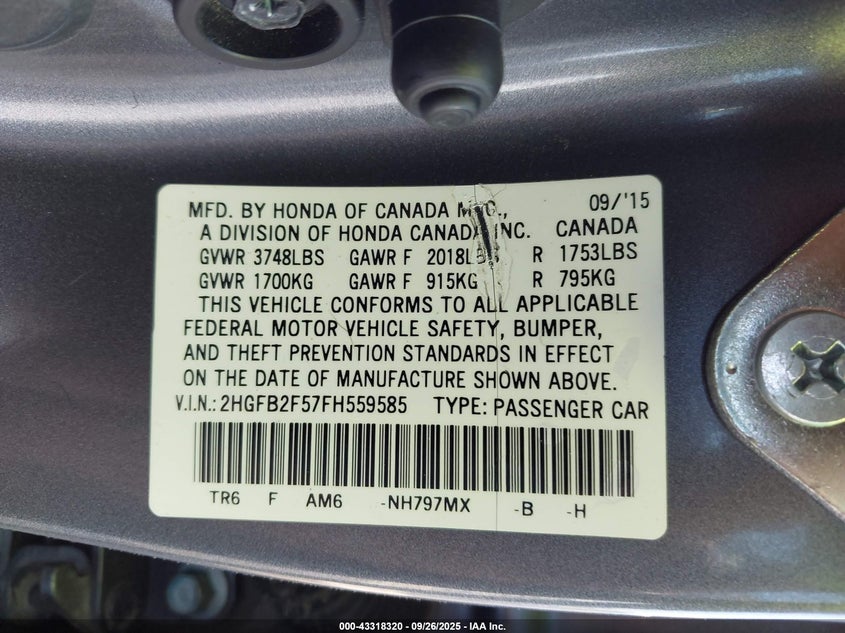 MFD. BY HONDA OF CANADA MFG., 09/'15
A DIVISION OF HONDA CANADA INC. CANADA
GVWR 3748LBS GAWR F 2018LBS R 1753LBS
GVWR 1700KG GAWR F 915KG R 795KG
THIS VEHICLE CONFORMS TO ALL APPLICABLE
FEDERAL MOTOR VEHICLE SAFETY, BUMPER,
AND THEFT PREVENTION STANDARDS IN EFFECT
ON THE DATE OF MANUFACTURE SHOWN ABOVE.
V.I.N.: 2HGFB2F57FH559585 TYPE: PASSENGER CAR
TR6 F AM6 -NH797MX -B -H
000-43318320 - 09/26/2025 - IAA Inc.